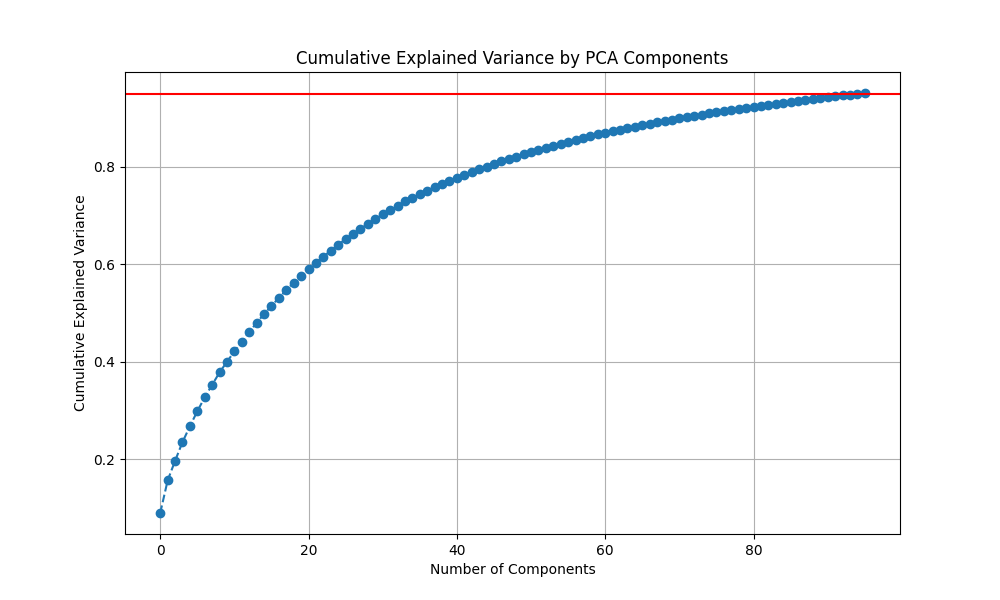 Cumulative Explained Variance by PCA Components
Cumulative Explained Variance
0.8
0.6
0.4
0.2
0 20 40 60 80
Number of Components